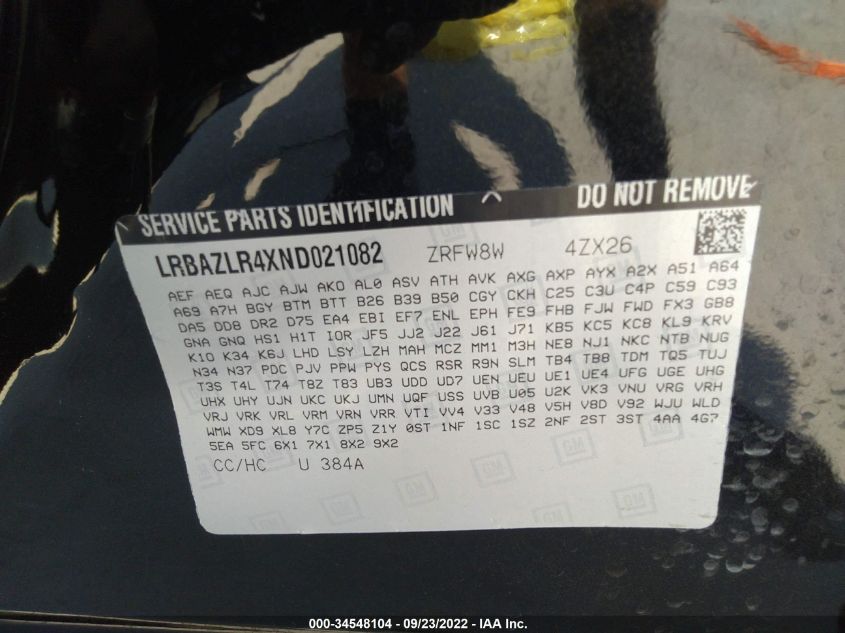 SERVICE PARTS IDENTIFICATION DO NOT REMOVE
LRBAZLR4XND021082 ZRFW8W 4ZX26
AEF AEQ AJC AJW AKO AL0 ASV ATH AVK AXG AXP AYX A2X A51 A64
A69 A7H BGY BTM BTT B26 B39 B50 CGY CKH C25 C3U C4P C59 C93
DA5 DD8 DR2 D75 EA4 EBI EF7 ENL EPH FE9 FHB FJW FWD FX3 GB8
GNA GNQ HS1 H1T IOR JF5 JJ2 J22 J61 J71 KB5 KC5 KC8 KL9 KRV
K10 K34 K6J LHD LSY LZH MAH MCZ MM1 M3H NE8 NJ1 NKC NTB NUG
N34 N37 PDC PJV PPW PYS QCS RSR R9N SLM TB4 TB8 TDM TQ5 TUJ
T3S T4L T74 T8Z T83 UB3 UDD UD7 UEN UEU UE1 UE4 UFG UGE UHG
UHX UHY UJN UKC UKJ UMN UQF USS UVB U05 U2K VK3 VNU VRG VRH
VRJ VRK VRL VRM VRN VRR VTI VV4 V33 V48 V5H V8D V92 WJU WLD
WMW XD9 XL8 Y7C ZP5 Z1Y 0ST 1NF 1SC 1SZ 2NF 2ST 3ST 4AA 4G7
5EA 5FC 6X1 7X1 8X2 9X2
CC/HC U 384A
GM GM GM GM
000-34548104 - 09/23/2022 - IAA Inc.